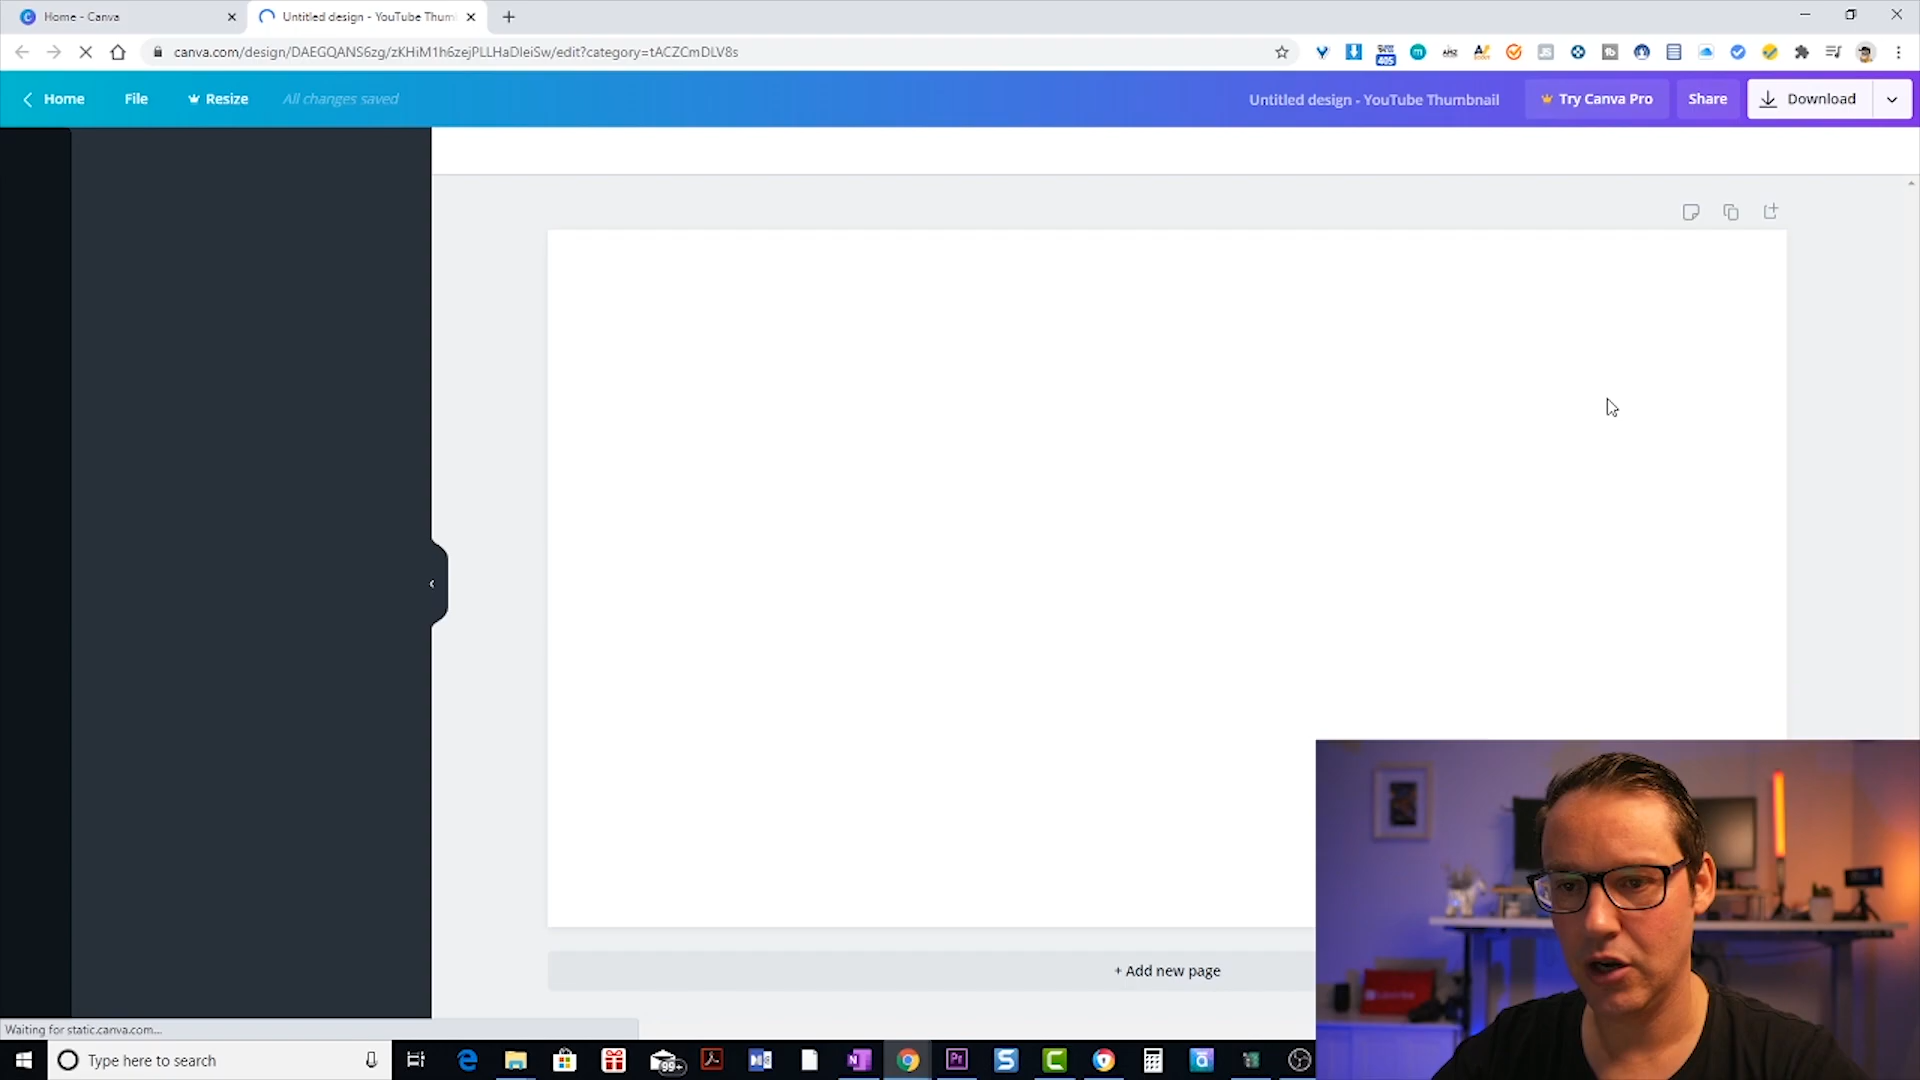 Home - Canva
Untitled design - YouTube Thum
canva.com/design/DAEGQANS6zg/zKHiM1h6zejPLLHaDleiSw/edit?category=tACZCmDLV8s
405
Home
File
Resize
All changes saved
Untitled design - YouTube Thumbnail
Try Canva Pro
Share
Download
+ Add new page
Waiting for static.canva.com...
Type here to search
99+